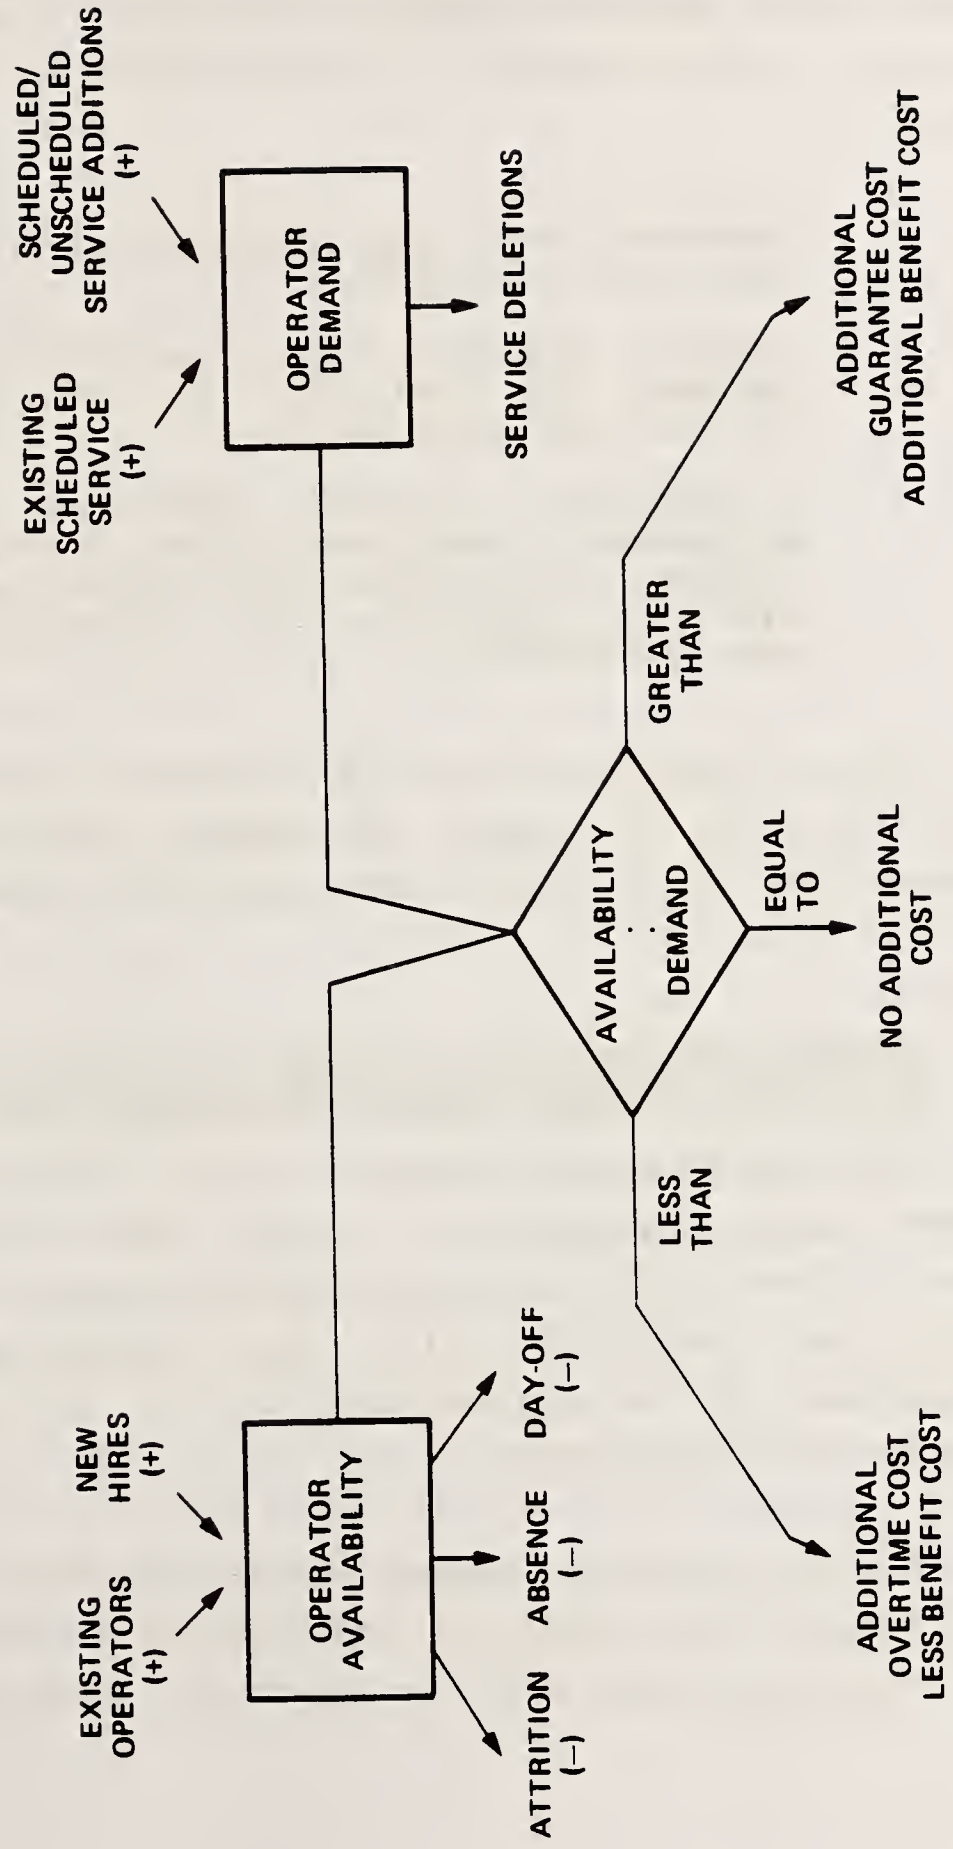 EXISTING
OPERATORS
(+)
NEW
HIRES
(+)
OPERATOR
AVAILABILITY
ATTRITION
(—)
ABSENCE
(—)
DAY-OFF
(—)
EXISTING
SCHEDULED
SERVICE
(+)
SCHEDULED/
UNSCHEDULED
SERVICE ADDITIONS
(+)
OPERATOR
DEMAND
SERVICE DELETIONS
AVAILABILITY
:
DEMAND
LESS
THAN
EQUAL
TO
GREATER
THAN
ADDITIONAL
OVERTIME COST
LESS BENEFIT COST
NO ADDITIONAL
COST
ADDITIONAL
GUARANTEE COST
ADDITIONAL BENEFIT COST